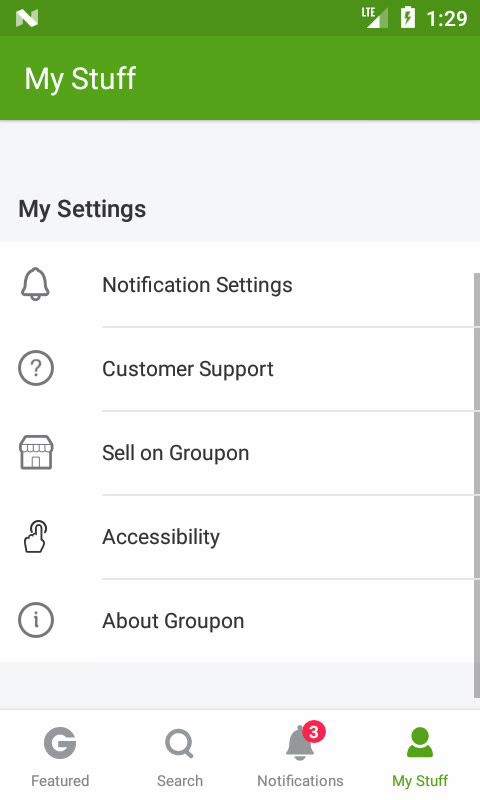 LTE 1:29
My Stuff
My Settings
Notification Settings
? Customer Support
Sell on Groupon
Accessibility
i About Groupon
3
G
Featured Search Notifications My Stuff